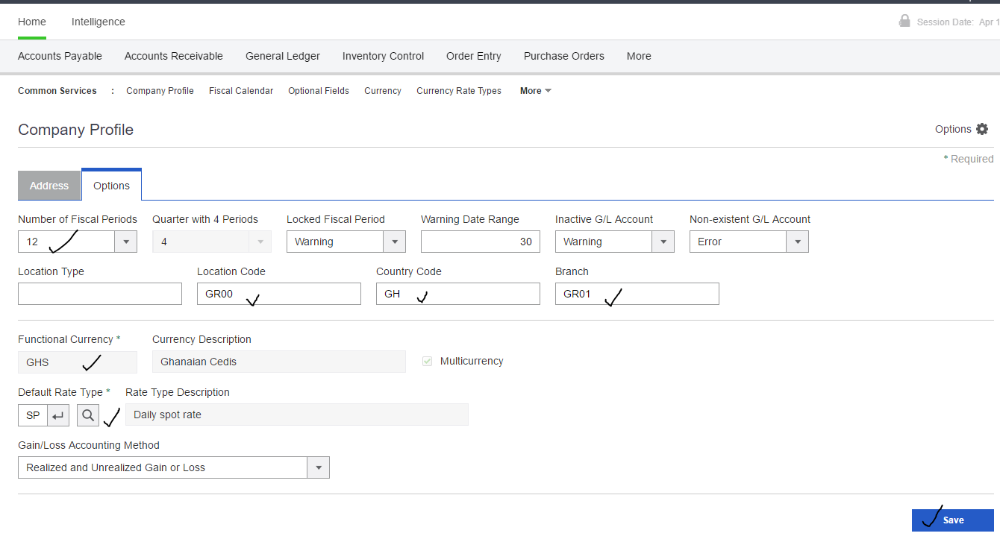 Home Intelligence Session Date: Apr 1
Accounts Payable Accounts Receivable General Ledger Inventory Control Order Entry Purchase Orders More
Common Services : Company Profile Fiscal Calendar Optional Fields Currency Currency Rate Types More
Company Profile Options
* Required
Address Options
Number of Fiscal Periods Quarter with 4 Periods Locked Fiscal Period Warning Date Range Inactive G/L Account Non-existent G/L Account
12 4 Warning 30 Warning Error
Location Type Location Code Country Code Branch
GR00 GH GR01
Functional Currency * Currency Description
GHS Ghanaian Cedis Multicurrency
Default Rate Type * Rate Type Description
SP Daily spot rate
Gain/Loss Accounting Method
Realized and Unrealized Gain or Loss
Save